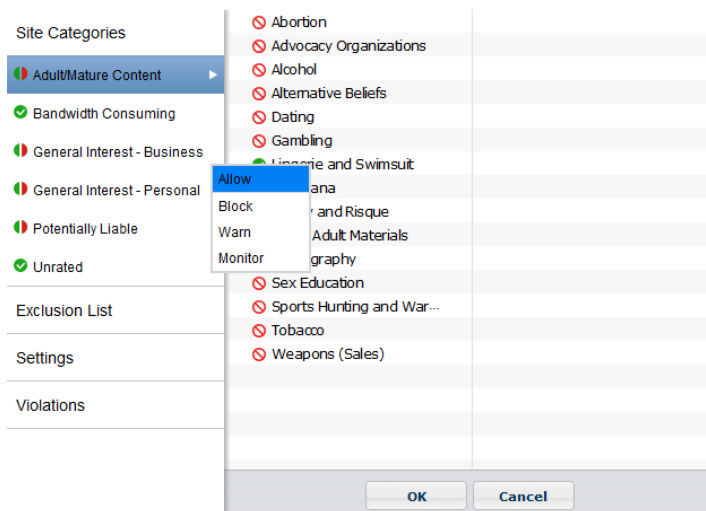 Site Categories
Adult/Mature Content
Bandwidth Consuming
General Interest - Business
General Interest - Personal
Potentially Liable
Unrated
Exclusion List
Settings
Violations
Abortion
Advocacy Organizations
Alcohol
Alternative Beliefs
Dating
Gambling
Lingerie and Swimsuit
and Risque
Adult Materials
Sex Education
Sports Hunting and War...
Tobacco
Weapons (Sales)
Allow
Block
Warn
Monitor
OK
Cancel